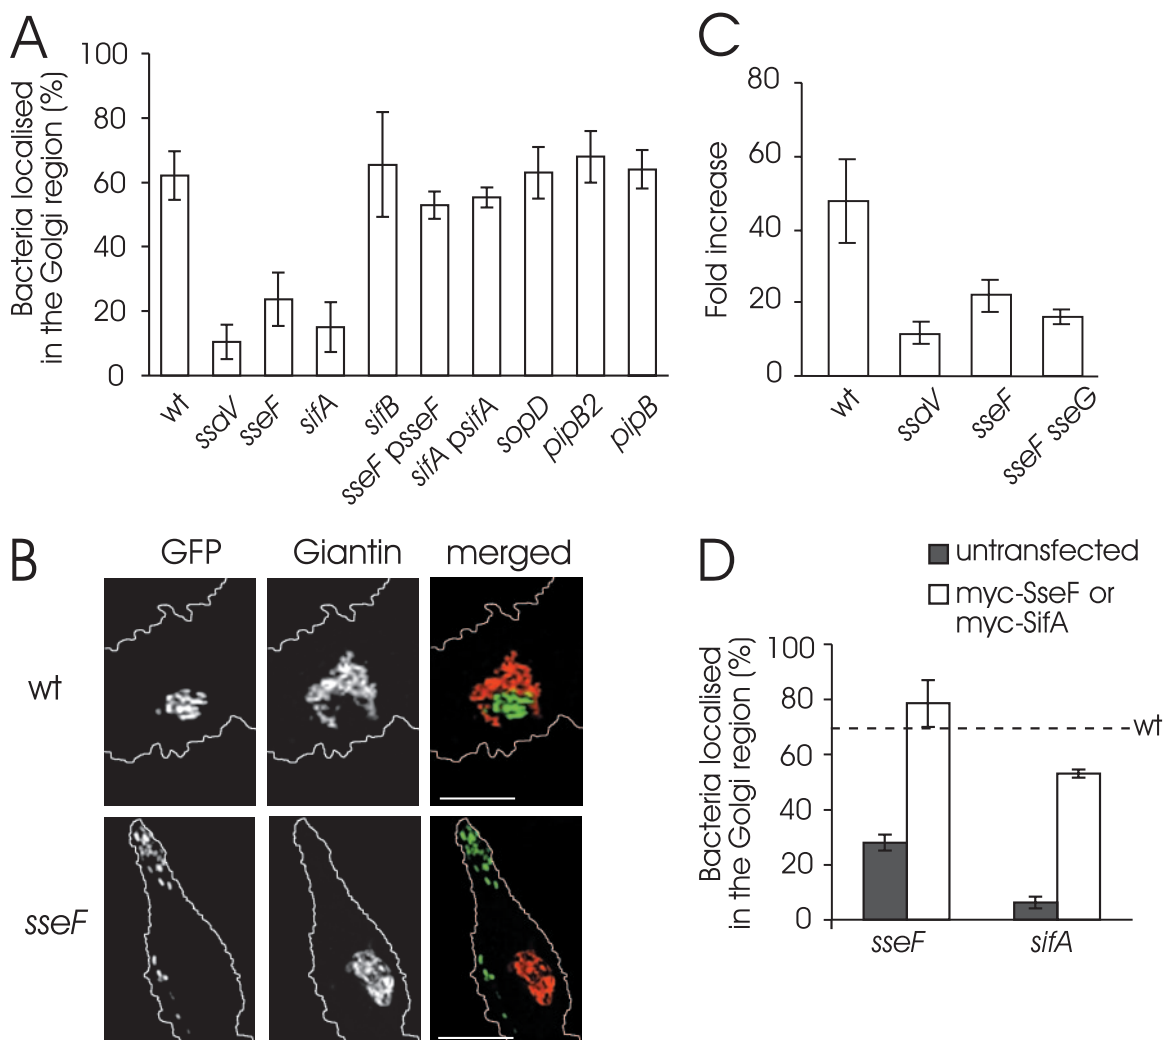 A
Bacteria localised
in the Golgi region (%)
100
80
60
40
20
0
wt
ssaV
sseF
sifA
sifB
sseF psseF
sifA psifA
sopD
pipB2
pipB
C
Fold increase
80
60
40
20
0
wt
ssaV
sseF
sseF sseG
B
GFP
Giantin
merged
wt
sseF
D
untransfected
myc-SseF or
myc-SifA
Bacteria localised
in the Golgi region (%)
100
80
60
40
20
0
wt
sseF
sifA